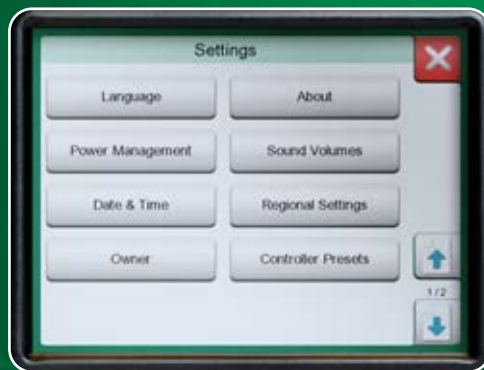 Settings
Language
About
Power Management
Sound Volumes
Date & Time
Regional Settings
Owner
Controller Presets
1/2